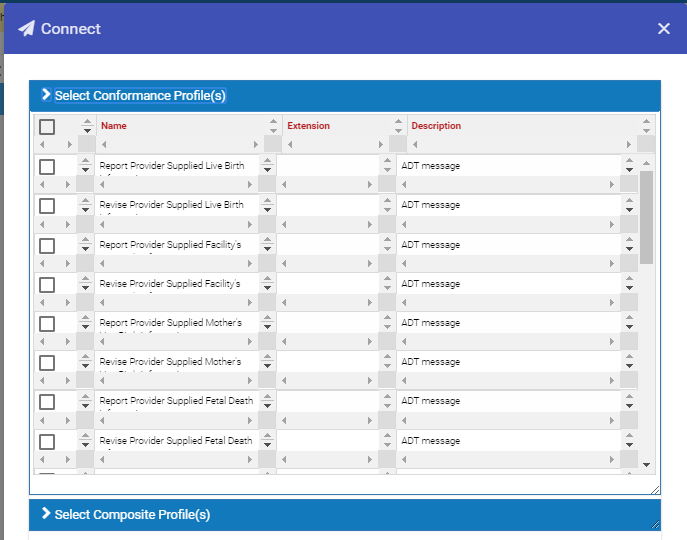 Connect
Select Conformance Profile(s)
Name Extension Description
Report Provider Supplied Live Birth ADT message
Revise Provider Supplied Live Birth ADT message
Report Provider Supplied Facility's ADT message
Revise Provider Supplied Facility's ADT message
Report Provider Supplied Mother's ADT message
Revise Provider Supplied Mother's ADT message
Report Provider Supplied Fetal Death ADT message
Revise Provider Supplied Fetal Death ADT message
Select Composite Profile(s)